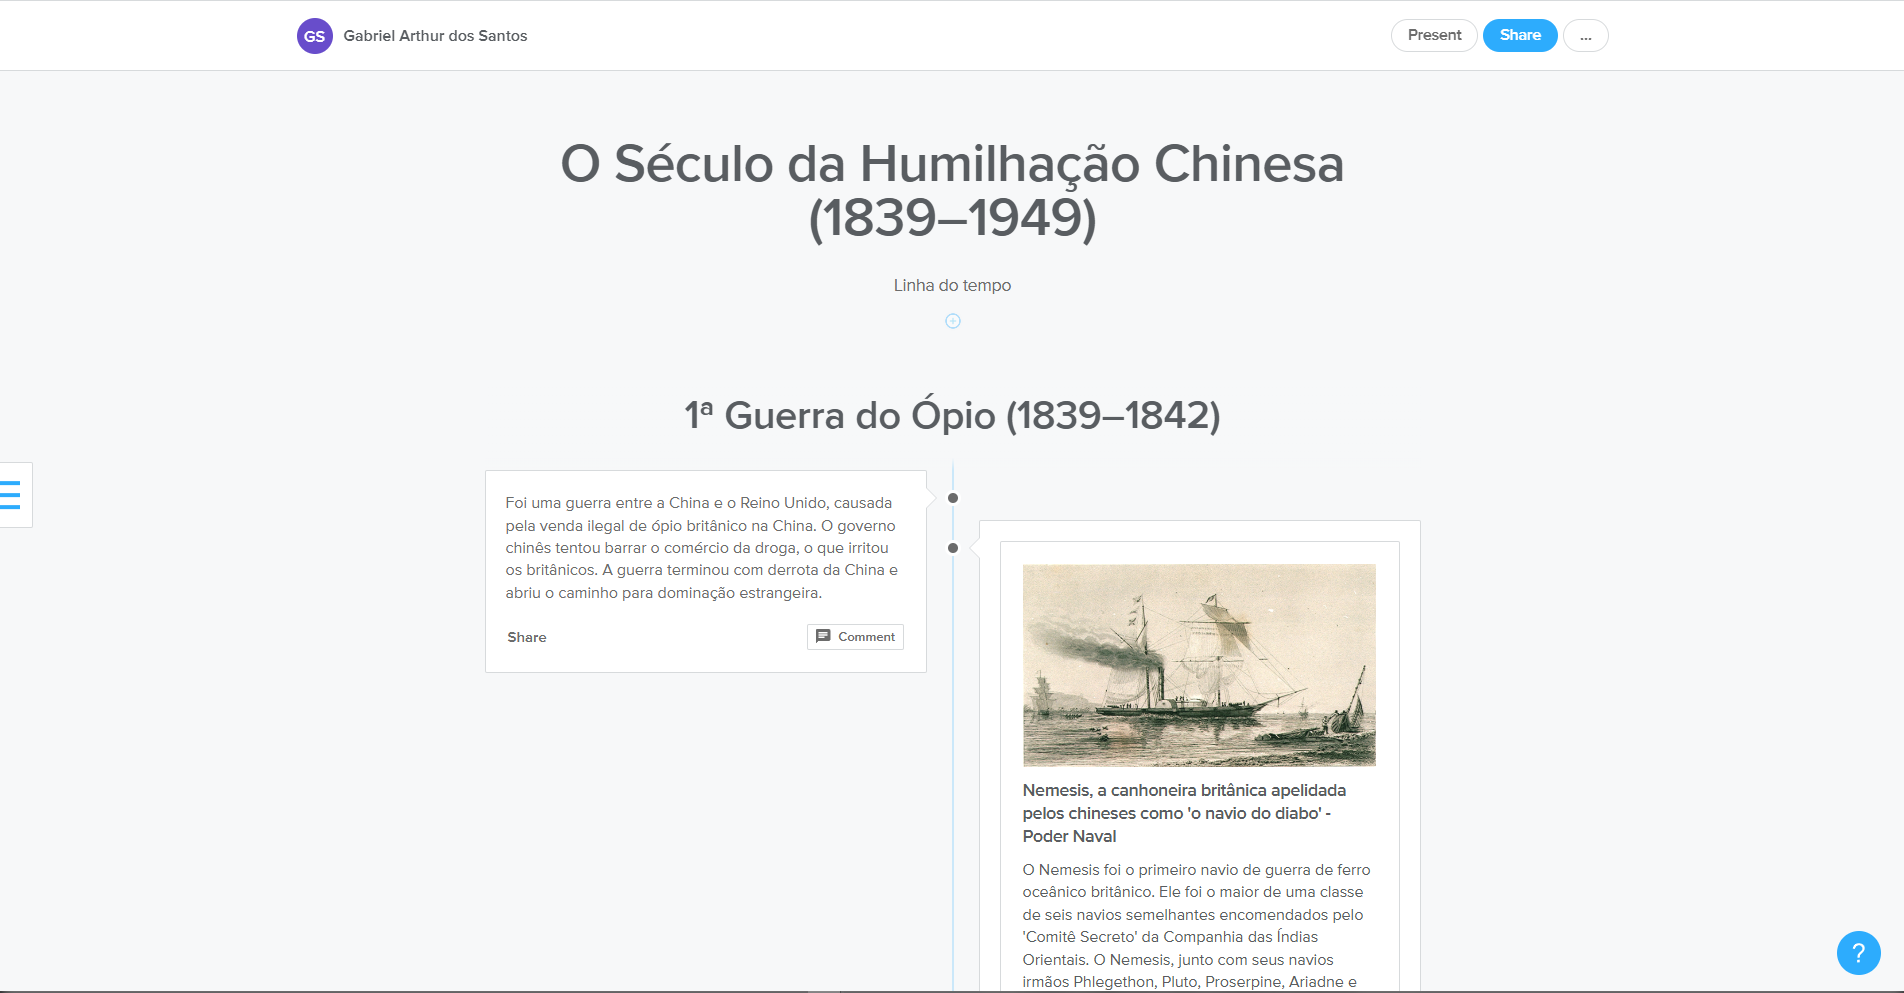 GS
Gabriel Arthur dos Santos
Present
Share
...
O Século da Humilhação Chinesa
(1839–1949)
Linha do tempo
1ª Guerra do Ópio (1839–1842)
Foi uma guerra entre a China e o Reino Unido, causada
pela venda ilegal de ópio britânico na China. O governo
chinês tentou barrar o comércio da droga, o que irritou
os britânicos. A guerra terminou com derrota da China e
abriu o caminho para dominação estrangeira.
Share
Comment
Nemesis, a canhoneira britânica apelidada
pelos chineses como 'o navio do diabo' -
Poder Naval
O Nemesis foi o primeiro navio de guerra de ferro
oceânico britânico. Ele foi o maior de uma classe
de seis navios semelhantes encomendados pelo
'Comitê Secreto' da Companhia das Índias
Orientais. O Nemesis, junto com seus navios
irmãos Phlegethon, Pluto, Proserpine, Ariadne e
?